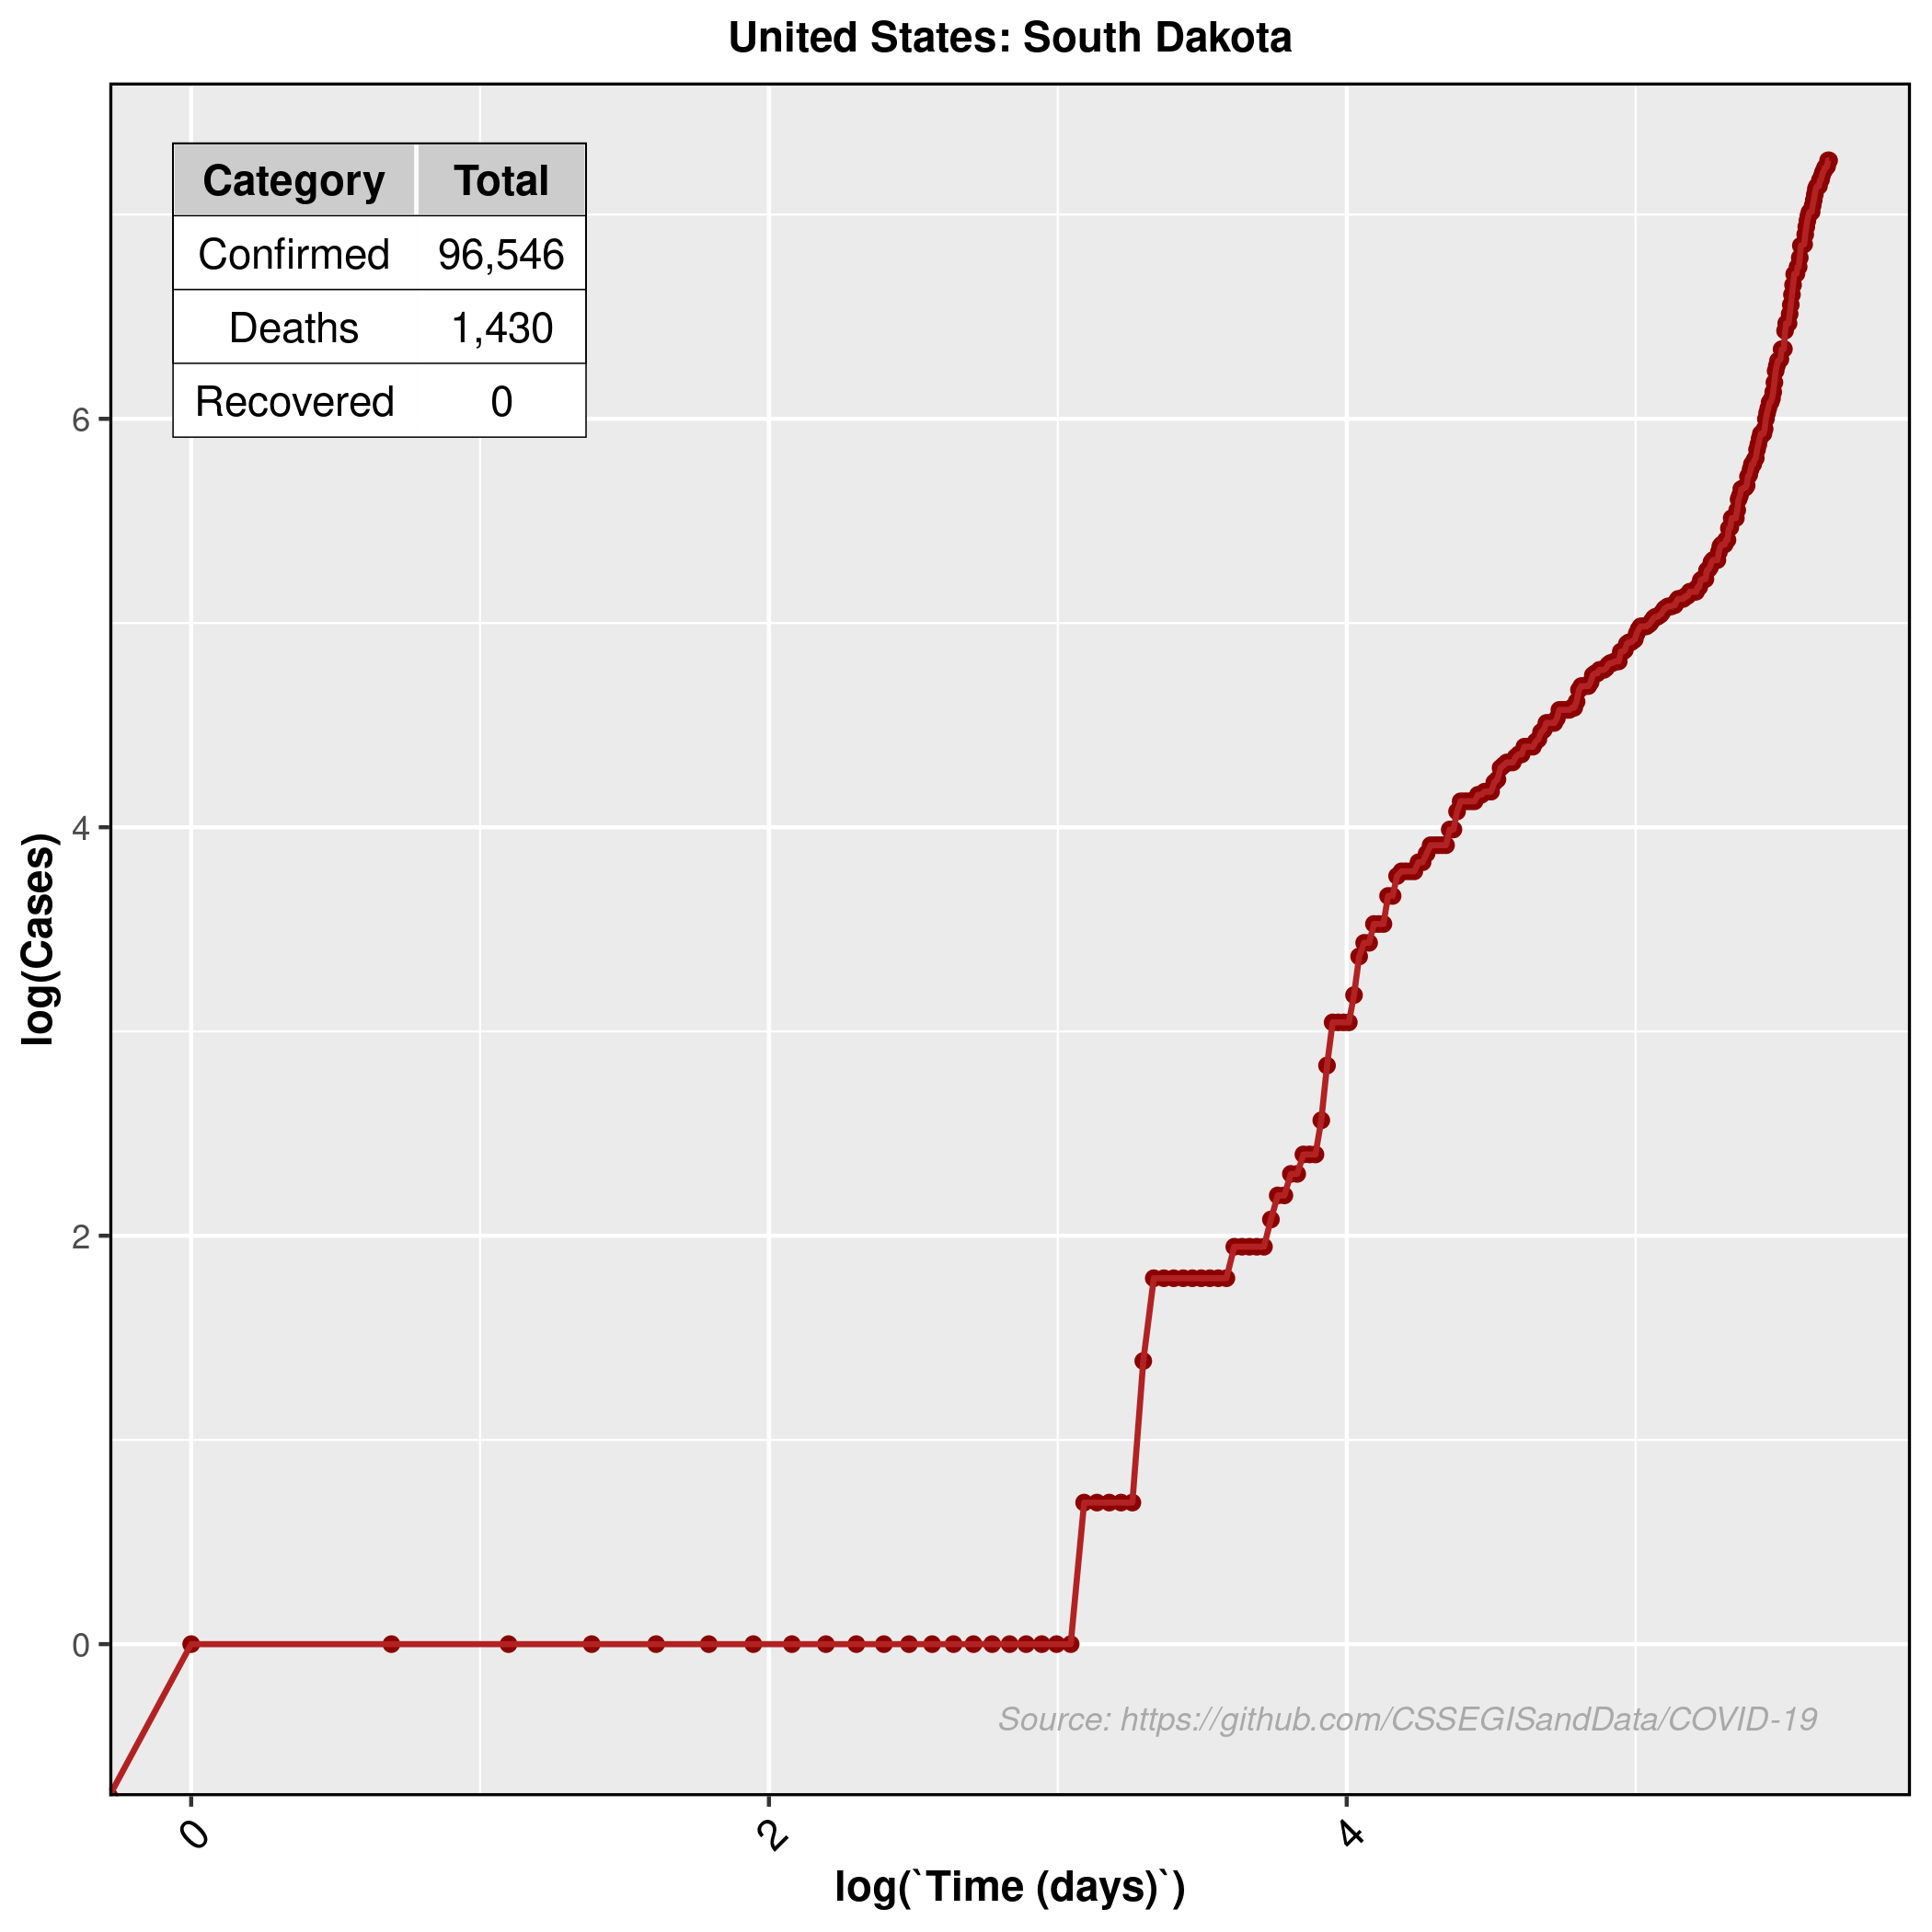 United States: South Dakota
Category Total
Confirmed 96,546
Deaths 1,430
Recovered 0
6
4
2
0
log(Cases)
Source: https://github.com/CSSEGISandData/COVID-19
0 2 4
log(`Time (days)`)